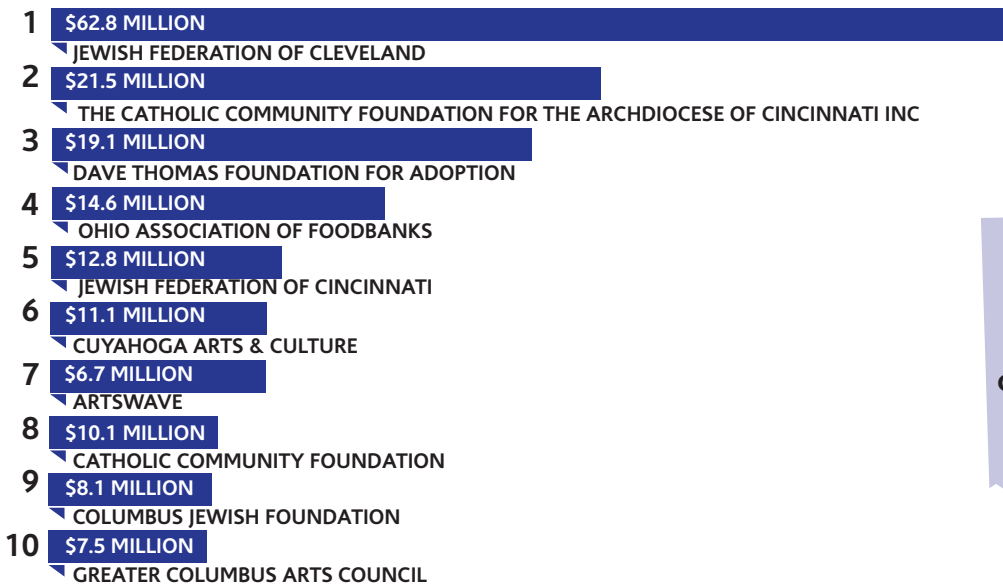 1 $62.8 MILLION
JEWISH FEDERATION OF CLEVELAND
2 $21.5 MILLION
THE CATHOLIC COMMUNITY FOUNDATION FOR THE ARCHDIOCESE OF CINCINNATI INC
3 $19.1 MILLION
DAVE THOMAS FOUNDATION FOR ADOPTION
4 $14.6 MILLION
OHIO ASSOCIATION OF FOODBANKS
5 $12.8 MILLION
JEWISH FEDERATION OF CINCINNATI
6 $11.1 MILLION
CUYAHOGA ARTS & CULTURE
7 $6.7 MILLION
ARTSWAVE
8 $10.1 MILLION
CATHOLIC COMMUNITY FOUNDATION
9 $8.1 MILLION
COLUMBUS JEWISH FOUNDATION
10 $7.5 MILLION
GREATER COLUMBUS ARTS COUNCIL